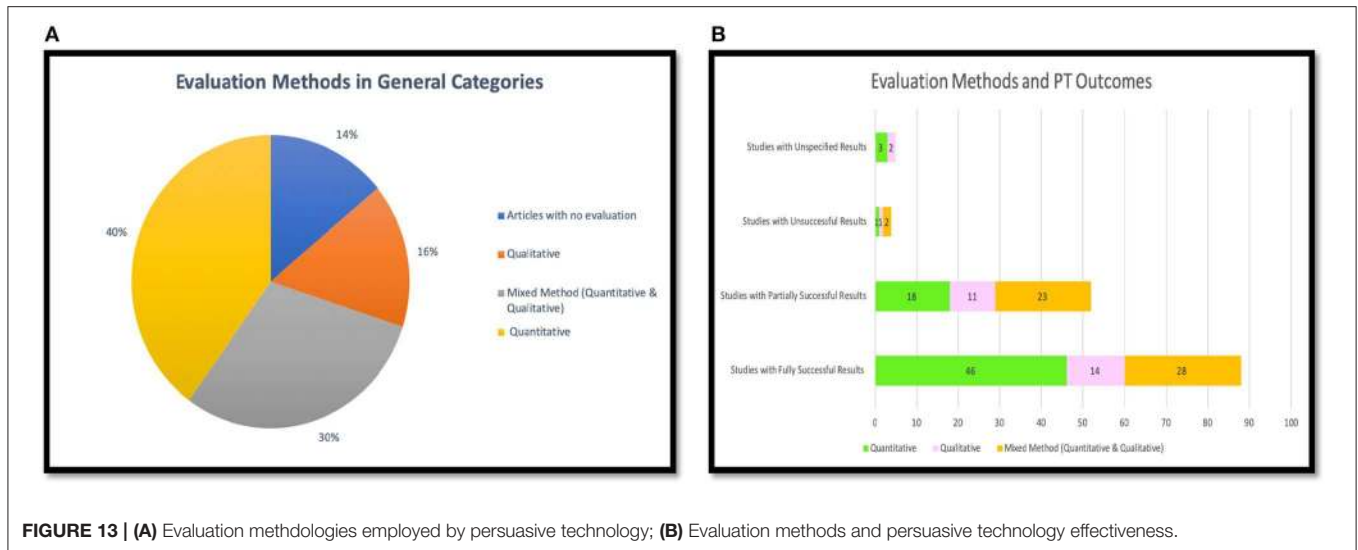 A
Evaluation Methods in General Categories
14%
16%
30%
40%
Articles with no evaluation
Qualitative
Mixed Method (Quantitative &
Qualitative)
Quantitative
B
Evaluation Methods and PT Outcomes
Studies with Unspecified Results
3 2
Studies with Unsuccessful Results
1 1 2
Studies with Partially Successful Results
18 11 23
Studies with Fully Successful Results
46 14 28
0 10 20 30 40 50 60 70 80 90 100
Quantitative Qualitative Mixed Method (Quantitative & Qualitative)
FIGURE 13 | (A) Evaluation methdologies employed by persuasive technology; (B) Evaluation methods and persuasive technology effectiveness.